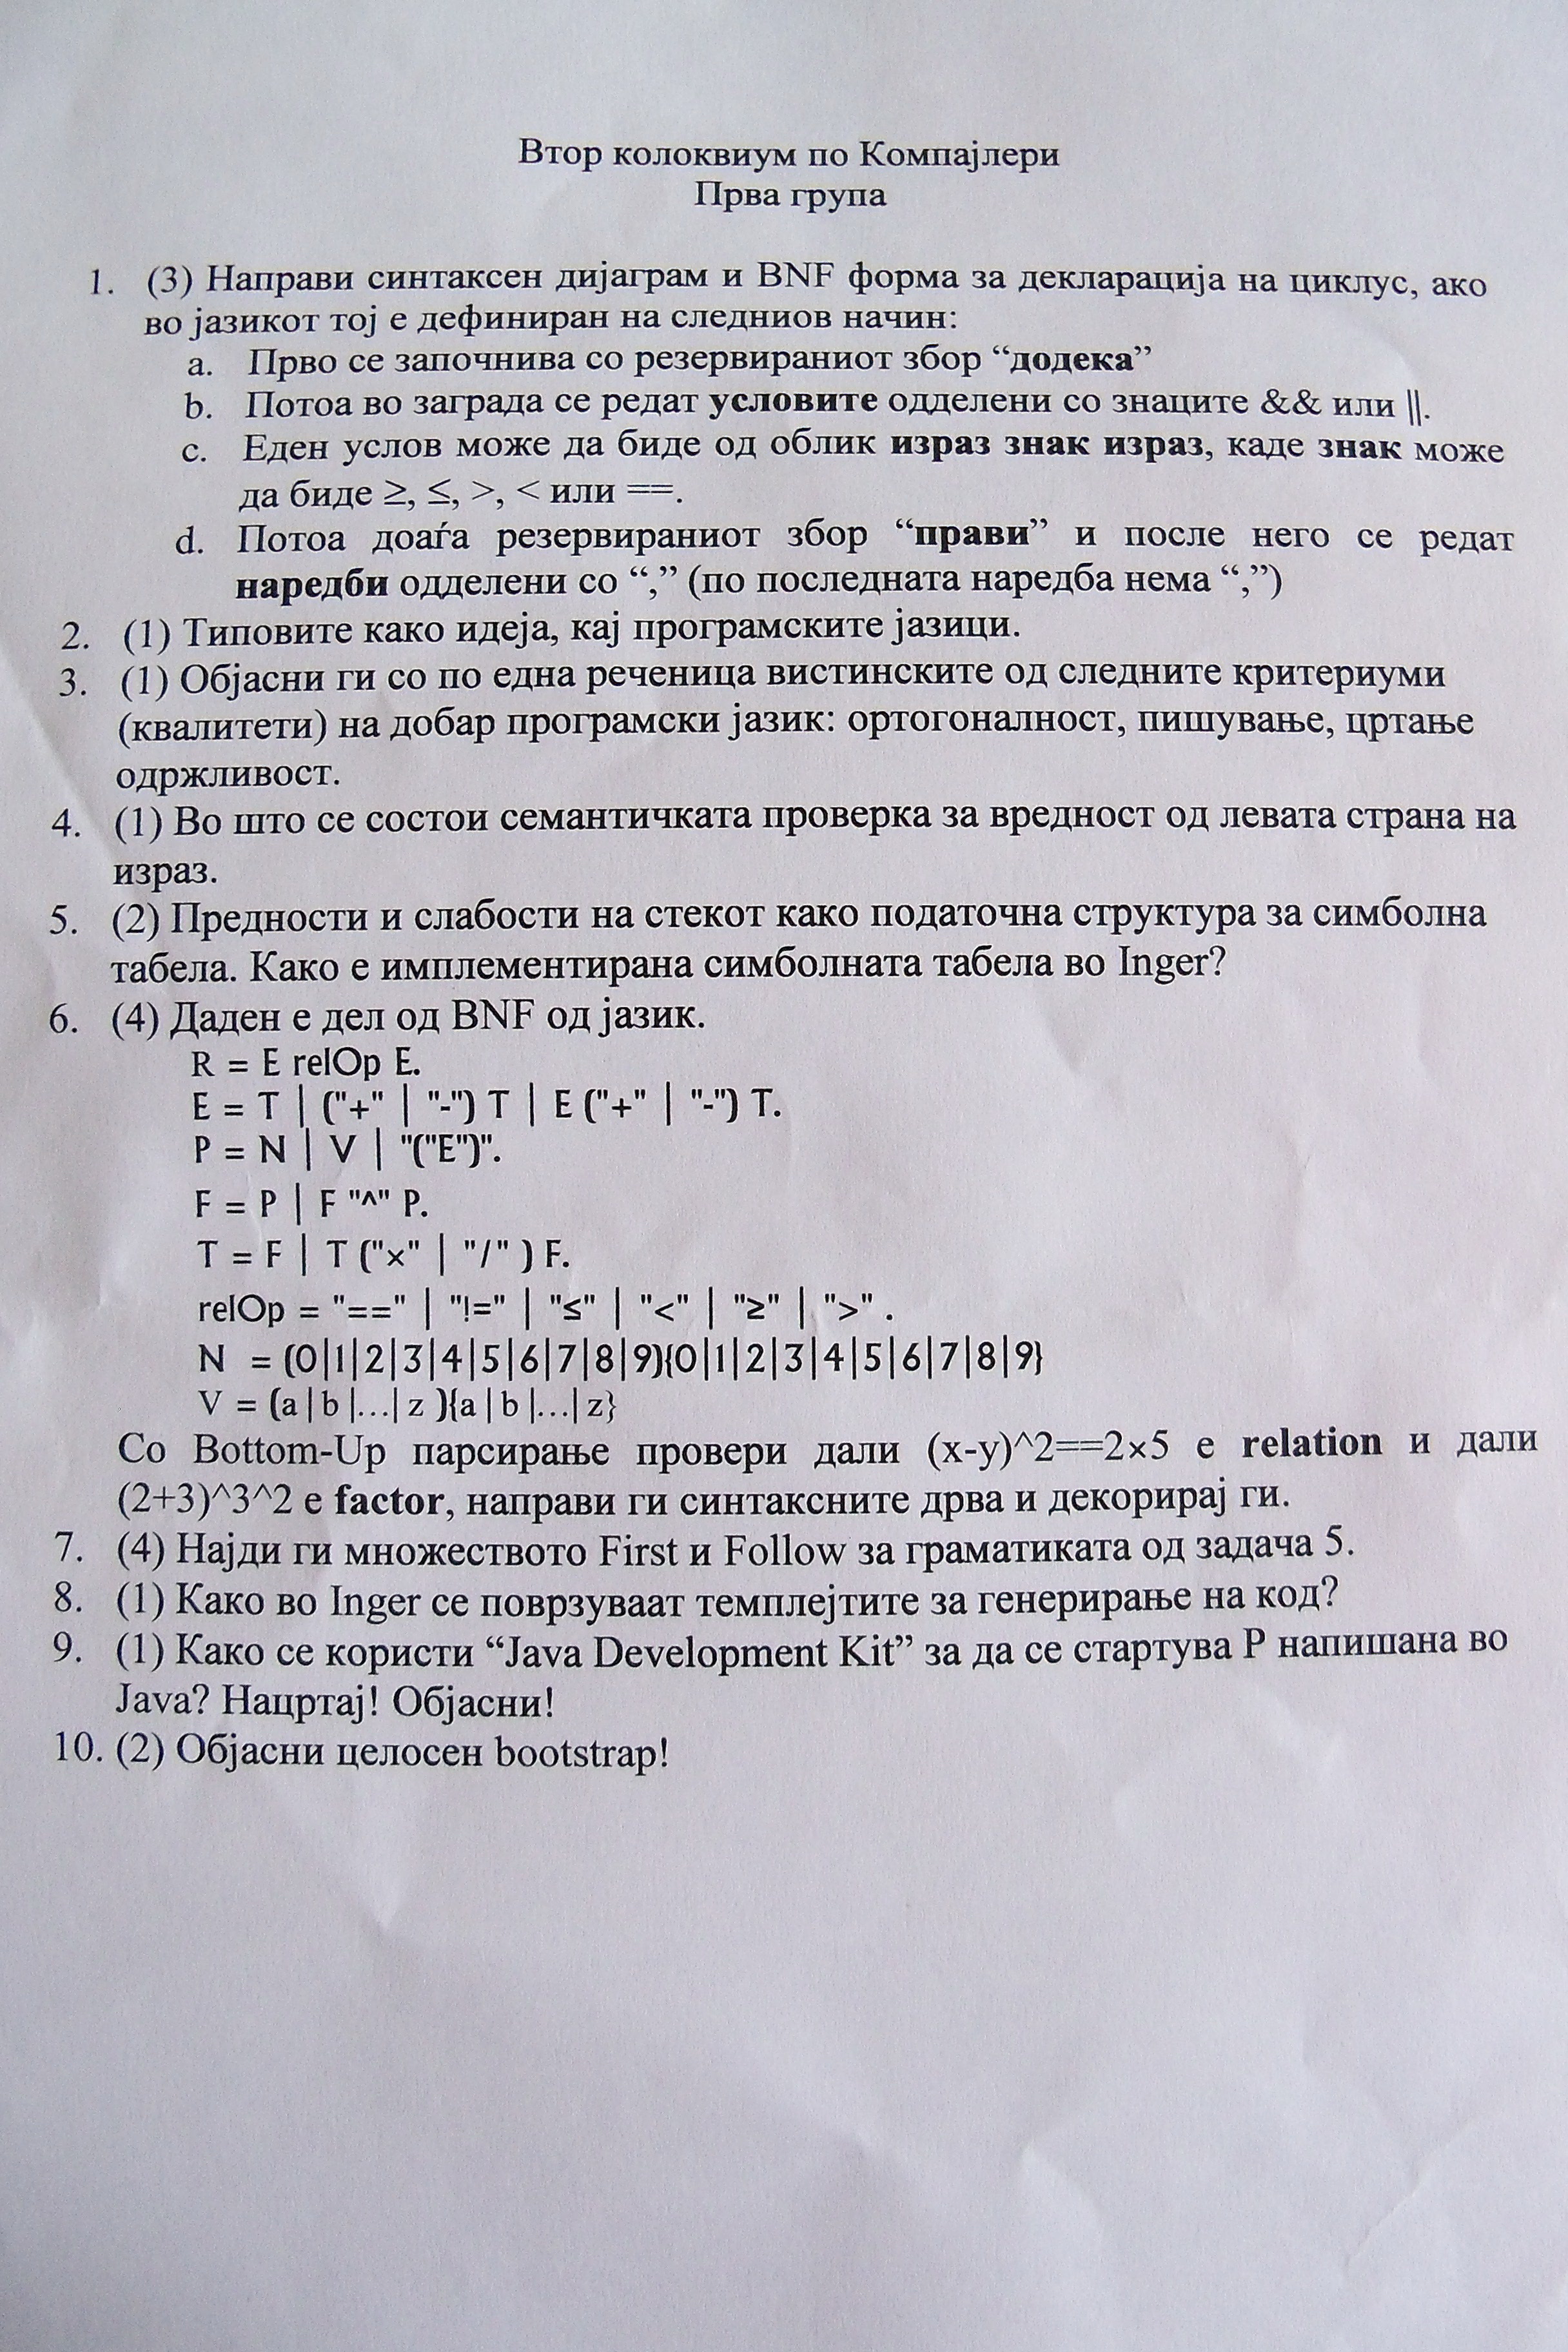 Втор колоквиум по Компајлери
Прва група
1. (3) Направи синтаксен дијаграм и BNF форма за декларација на циклус, ако
во јазикот тој е дефиниран на следниов начин:
a. Прво се започнива со резервираниот збор “додека”
b. Потоа во заграда се редат условите одделени со знаците && или ||.
c. Еден услов може да биде од облик израз знак израз, каде знак може
да биде ≥, ≤, >, < или ==.
d. Потоа доаѓа резервираниот збор “прави” и после него се редат
наредби одделени со “,” (по последната наредба нема “,”)
2. (1) Типовите како идеја, кај програмските јазици.
3. (1) Објасни ги со по една реченица вистинските од следните критериуми
(квалитети) на добар програмски јазик: ортогоналност, пишување, цртање
одржливост.
4. (1) Во што се состои семантичката проверка за вредност од левата страна на
израз.
5. (2) Предности и слабости на стекот како податочна структура за симболна
табела. Како е имплементирана симболната табела во Inger?
6. (4) Даден е дел од BNF од јазик.
R = E relOp E.
E = T | ("+" | "-") T | E ("+" | "-") T.
P = N | V | "("E")".
F = P | F "^" P.
T = F | T ("×" | "/" ) F.
relOp = "==" | "!=" | "≤" | "<" | "≥" | ">" .
N = (0|1|2|3|4|5|6|7|8|9){0|1|2|3|4|5|6|7|8|9}
V = (a | b |...| z ){a | b |...| z}
Со Bottom-Up парсирање провери дали (x-y)^2==2×5 е relation и дали
(2+3)^3^2 е factor, направи ги синтаксните дрва и декорирај ги.
7. (4) Најди ги множеството First и Follow за граматиката од задача 5.
8. (1) Како во Inger се поврзуваат темплејтите за генерирање на код?
9. (1) Како се користи “Java Development Kit” за да се стартува P напишана во
Java? Нацртај! Објасни!
10. (2) Објасни целосен bootstrap!